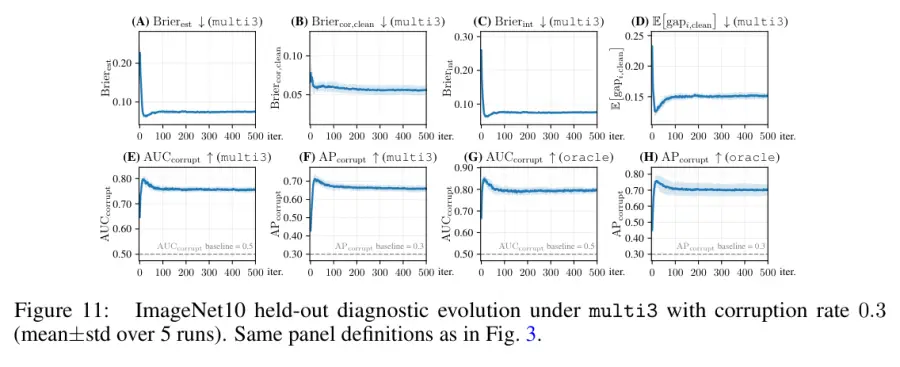 (A) Brier_est ↓ (multi3) (B) Brier_cor,clean ↓ (multi3) (C) Brier_int ↓ (multi3) (D) 𝔼[gap_i,clean] ↓ (multi3)
Brier_est
0.20
0.10
0 100 200 300 400 500 iter.
Brier_cor,clean
0.10
0.05
0 100 200 300 400 500 iter.
Brier_int
0.30
0.20
0.10
0 100 200 300 400 500 iter.
𝔼[gap_i,clean]
0.25
0.20
0.15
0 100 200 300 400 500 iter.
(E) AUC_corrupt ↑ (multi3) (F) AP_corrupt ↑ (multi3) (G) AUC_corrupt ↑ (oracle) (H) AP_corrupt ↑ (oracle)
AUC_corrupt
0.80
0.70
0.60
0.50
AUC_corrupt baseline = 0.5
0 100 200 300 400 500 iter.
AP_corrupt
0.70
0.60
0.50
0.40
0.30
AP_corrupt baseline = 0.3
0 100 200 300 400 500 iter.
AUC_corrupt
0.90
0.80
0.70
0.60
0.50
AUC_corrupt baseline = 0.5
0 100 200 300 400 500 iter.
AP_corrupt
0.80
0.70
0.60
0.50
0.40
0.30
AP_corrupt baseline = 0.3
0 100 200 300 400 500 iter.
Figure 11: ImageNet10 held-out diagnostic evolution under multi3 with corruption rate 0.3
(mean±std over 5 runs). Same panel definitions as in Fig. 3.